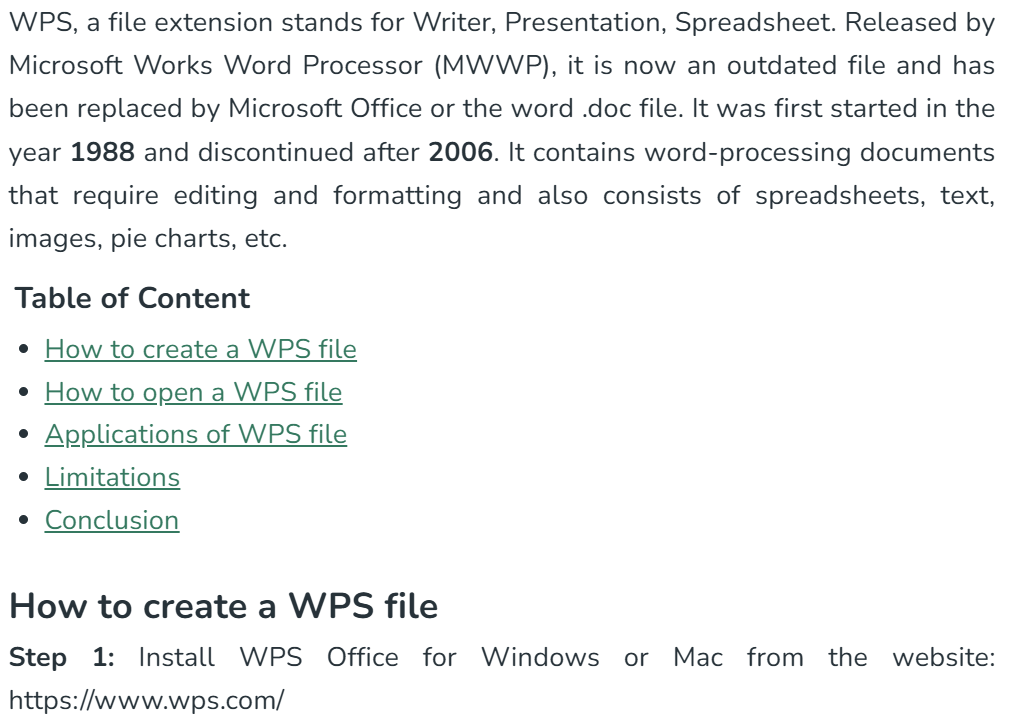 WPS, a file extension stands for Writer, Presentation, Spreadsheet. Released by
Microsoft Works Word Processor (MWWP), it is now an outdated file and has
been replaced by Microsoft Office or the word .doc file. It was first started in the
year 1988 and discontinued after 2006. It contains word-processing documents
that require editing and formatting and also consists of spreadsheets, text,
images, pie charts, etc.
Table of Content
• How to create a WPS file
• How to open a WPS file
• Applications of WPS file
• Limitations
• Conclusion
How to create a WPS file
Step 1: Install WPS Office for Windows or Mac from the website:
https://www.wps.com/